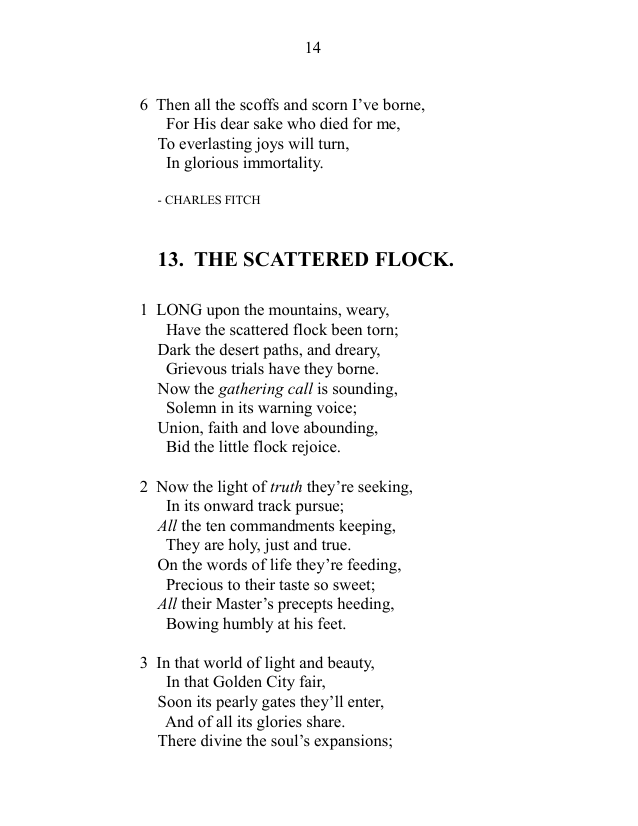 14
6 Then all the scoffs and scorn I’ve borne,
For His dear sake who died for me,
To everlasting joys will turn,
In glorious immortality.
- CHARLES FITCH
13. THE SCATTERED FLOCK.
1 LONG upon the mountains, weary,
Have the scattered flock been torn;
Dark the desert paths, and dreary,
Grievous trials have they borne.
Now the gathering call is sounding,
Solemn in its warning voice;
Union, faith and love abounding,
Bid the little flock rejoice.
2 Now the light of truth they’re seeking,
In its onward track pursue;
All the ten commandments keeping,
They are holy, just and true.
On the words of life they’re feeding,
Precious to their taste so sweet;
All their Master’s precepts heeding,
Bowing humbly at his feet.
3 In that world of light and beauty,
In that Golden City fair,
Soon its pearly gates they’ll enter,
And of all its glories share.
There divine the soul’s expansions;